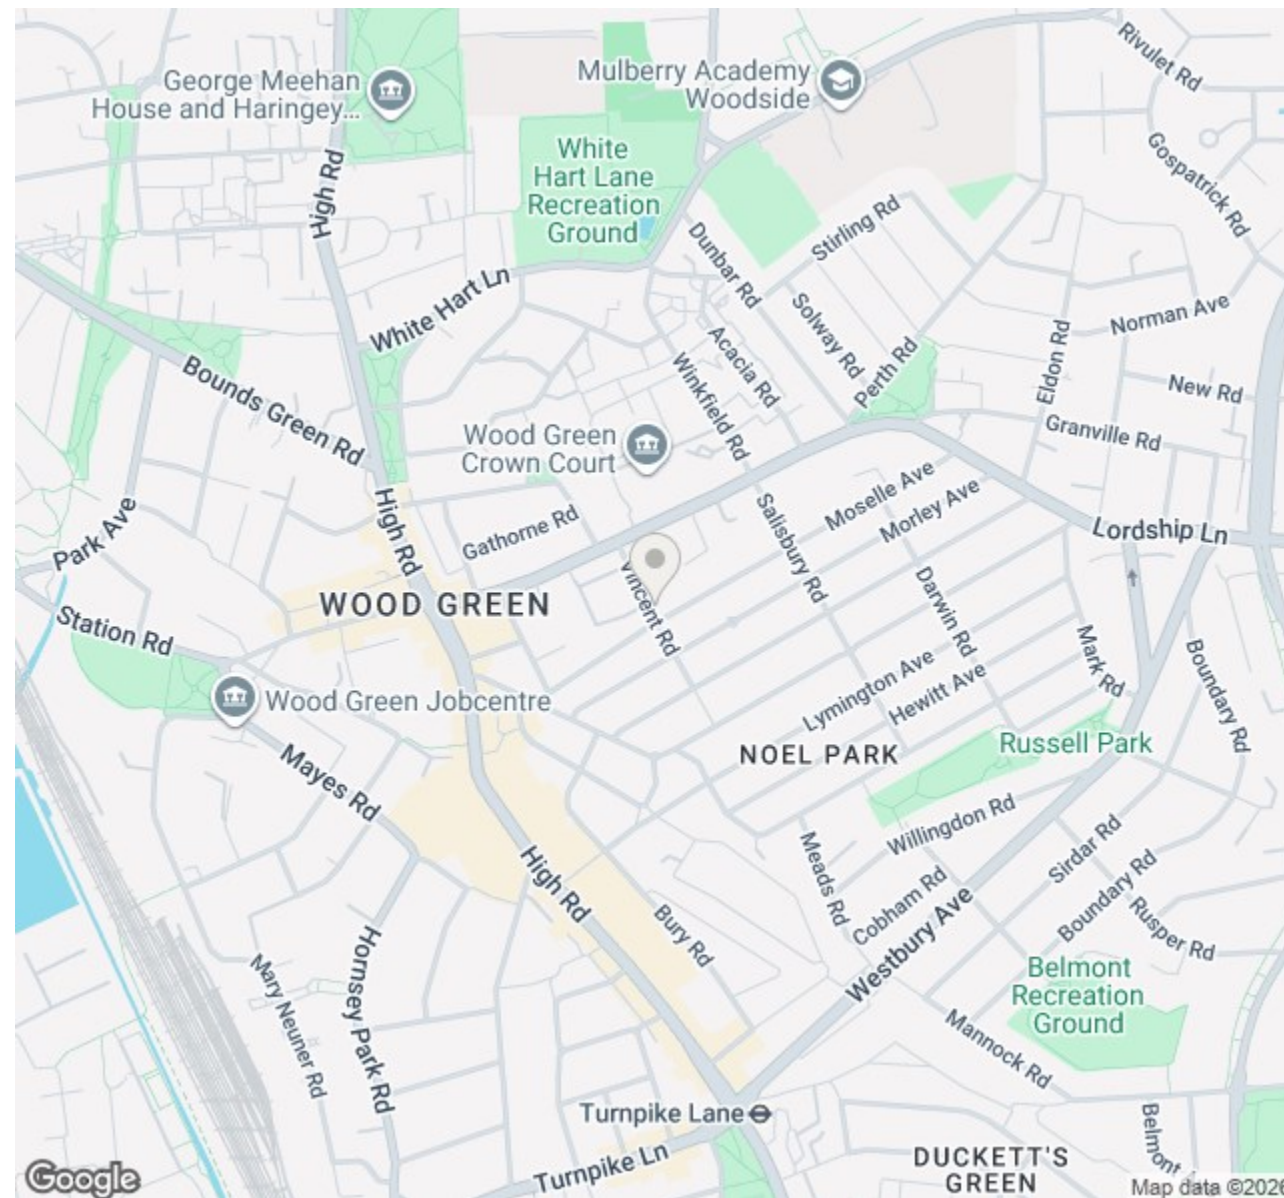 Rivulet Rd
George Meehan
House and Haringey...
Mulberry Academy
Woodside
High Rd
White
Hart Lane
Recreation
Ground
Gospatrick Rd
Stirling Rd
Dunbar Rd
White Hart Ln
Solway Rd
Norman Ave
Acacia Rd
Perth Rd
Eldon Rd
Winkfield Rd
New Rd
Bounds Green Rd
Granville Rd
Wood Green
Crown Court
Moselle Ave
Morley Ave
High Rd
Salisbury Rd
Park Ave
Gathorne Rd
Lordship Ln
Vincent Rd
Darwin Rd
WOOD GREEN
Station Rd
Mark Rd
Boundary Rd
Lymington Ave
Hewitt Ave
Wood Green Jobcentre
NOEL PARK
Russell Park
Mayes Rd
Willingdon Rd
Meads Rd
Sirdar Rd
High Rd
Cobham Rd
Boundary Rd
Westbury Ave
Rusper Rd
Bury Rd
Hornsey Park Rd
Mary Neuner Rd
Belmont
Recreation
Ground
Mannock Rd
Turnpike Lane
Belmont
Turnpike Ln
DUCKETT'S
GREEN
Google
Map data ©2026